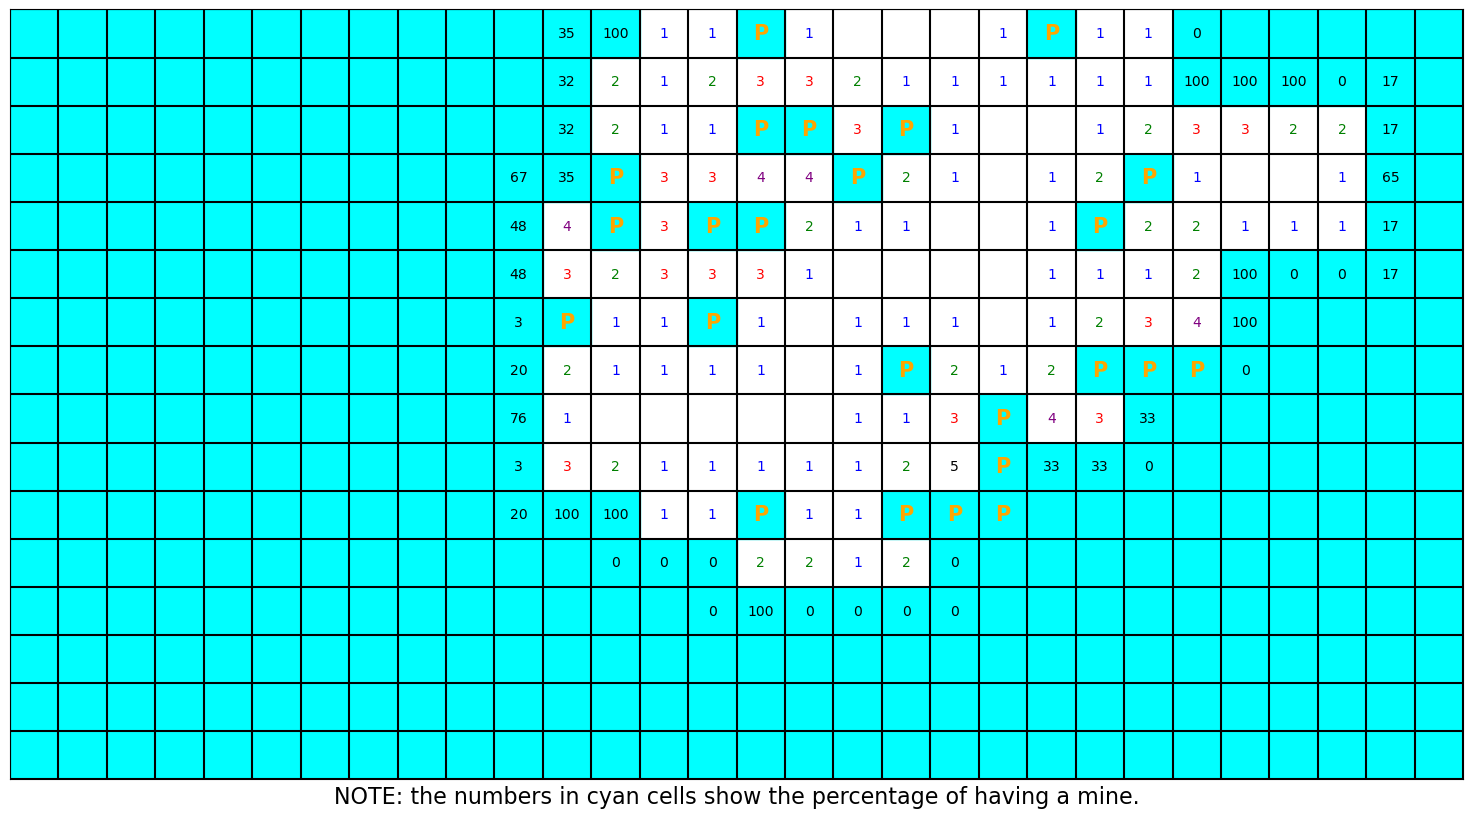 35 100 1 1 P 1 1 P 1 1 0
32 2 1 2 3 3 2 1 1 1 1 1 1 100 100 100 0 17
32 2 1 1 P P 3 P 1 1 2 3 3 2 2 17
67 35 P 3 3 4 4 P 2 1 1 2 P 1 1 65
48 4 P 3 P P 2 1 1 1 P 2 2 1 1 1 17
48 3 2 3 3 3 1 1 1 1 2 100 0 0 17
3 P 1 1 P 1 1 1 1 1 2 3 4 100
20 2 1 1 1 1 1 P 2 1 2 P P P 0
76 1 1 1 3 P 4 3 33
3 3 2 1 1 1 1 1 2 5 P 33 33 0
20 100 100 1 1 P 1 1 P P P
0 0 0 2 2 1 2 0
0 100 0 0 0 0
NOTE: the numbers in cyan cells show the percentage of having a mine.